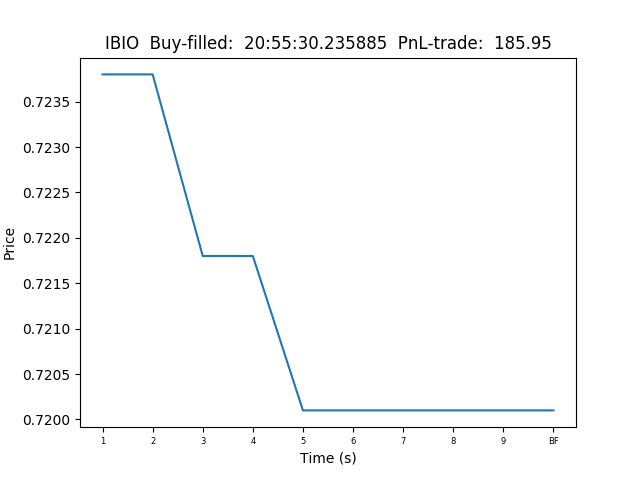 IBIO  Buy-filled:  20:55:30.235885  PnL-trade:  185.95
Price
0.7235
0.7230
0.7225
0.7220
0.7215
0.7210
0.7205
0.7200
1 2 3 4 5 6 7 8 9 BF
Time (s)